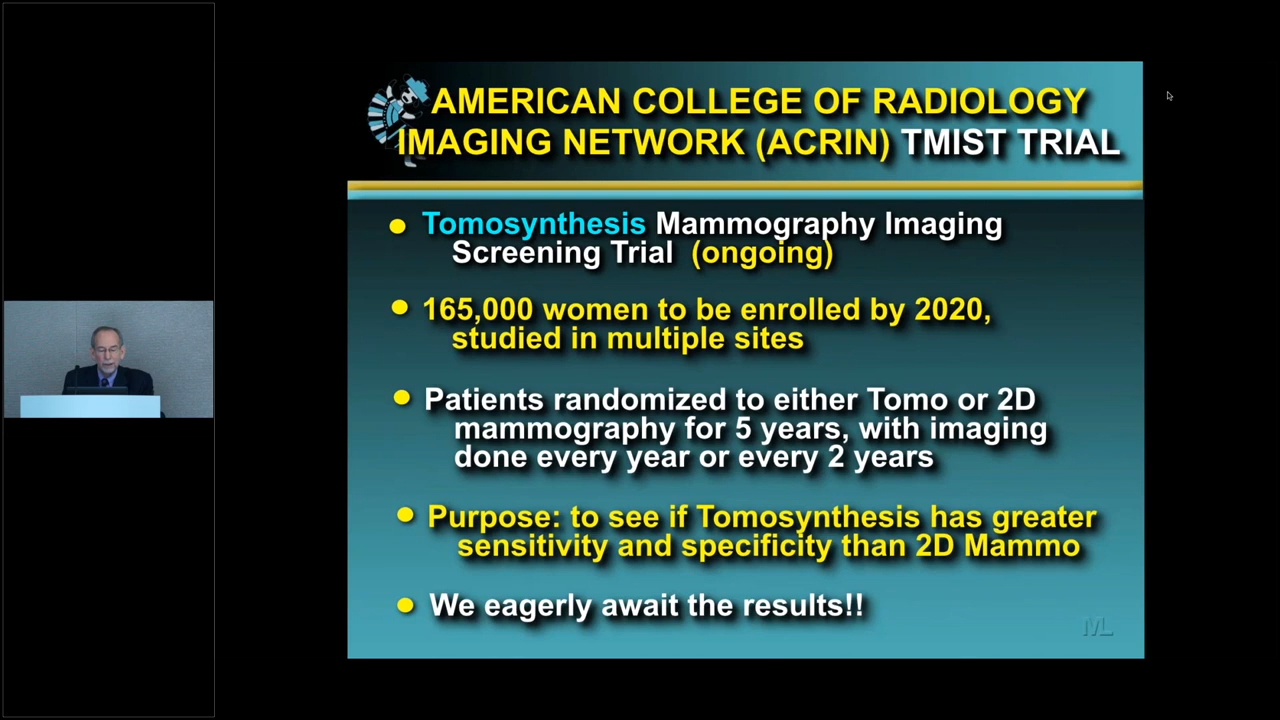 AMERICAN COLLEGE OF RADIOLOGY
IMAGING NETWORK (ACRIN) TMIST TRIAL
Tomosynthesis Mammography Imaging
Screening Trial (ongoing)
165,000 women to be enrolled by 2020,
studied in multiple sites
Patients randomized to either Tomo or 2D
mammography for 5 years, with imaging
done every year or every 2 years
Purpose: to see if Tomosynthesis has greater
sensitivity and specificity than 2D Mammo
We eagerly await the results!!
ML